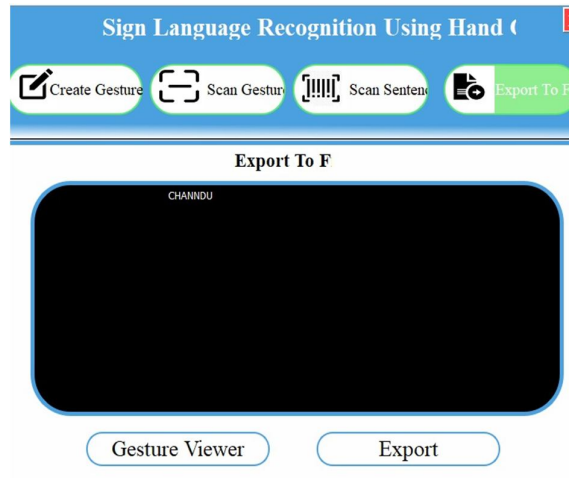 Sign Language Recognition Using Hand
Create Gesture
Scan Gestur
Scan Senten
Export To F
Export To F
CHANNDU
Gesture Viewer
Export